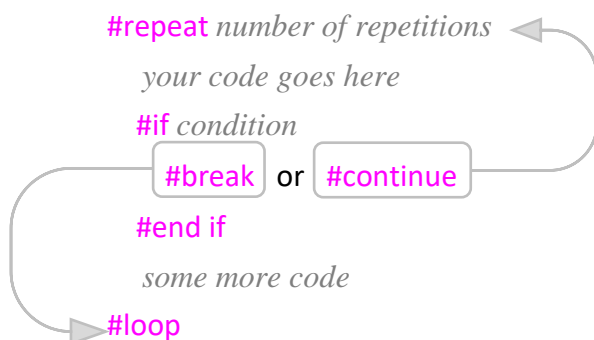 #repeat number of repetitions
your code goes here
#if condition
#break or #continue
#end if
some more code
#loop